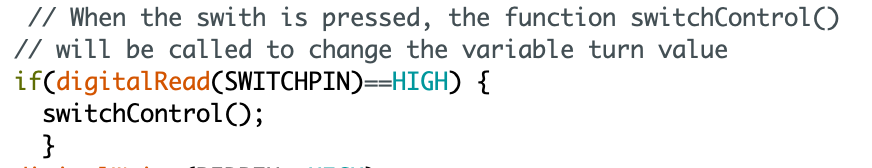 // When the swith is pressed, the function switchControl()
// will be called to change the variable turn value
if(digitalRead(SWITCHPIN)==HIGH) {
switchControl();
}